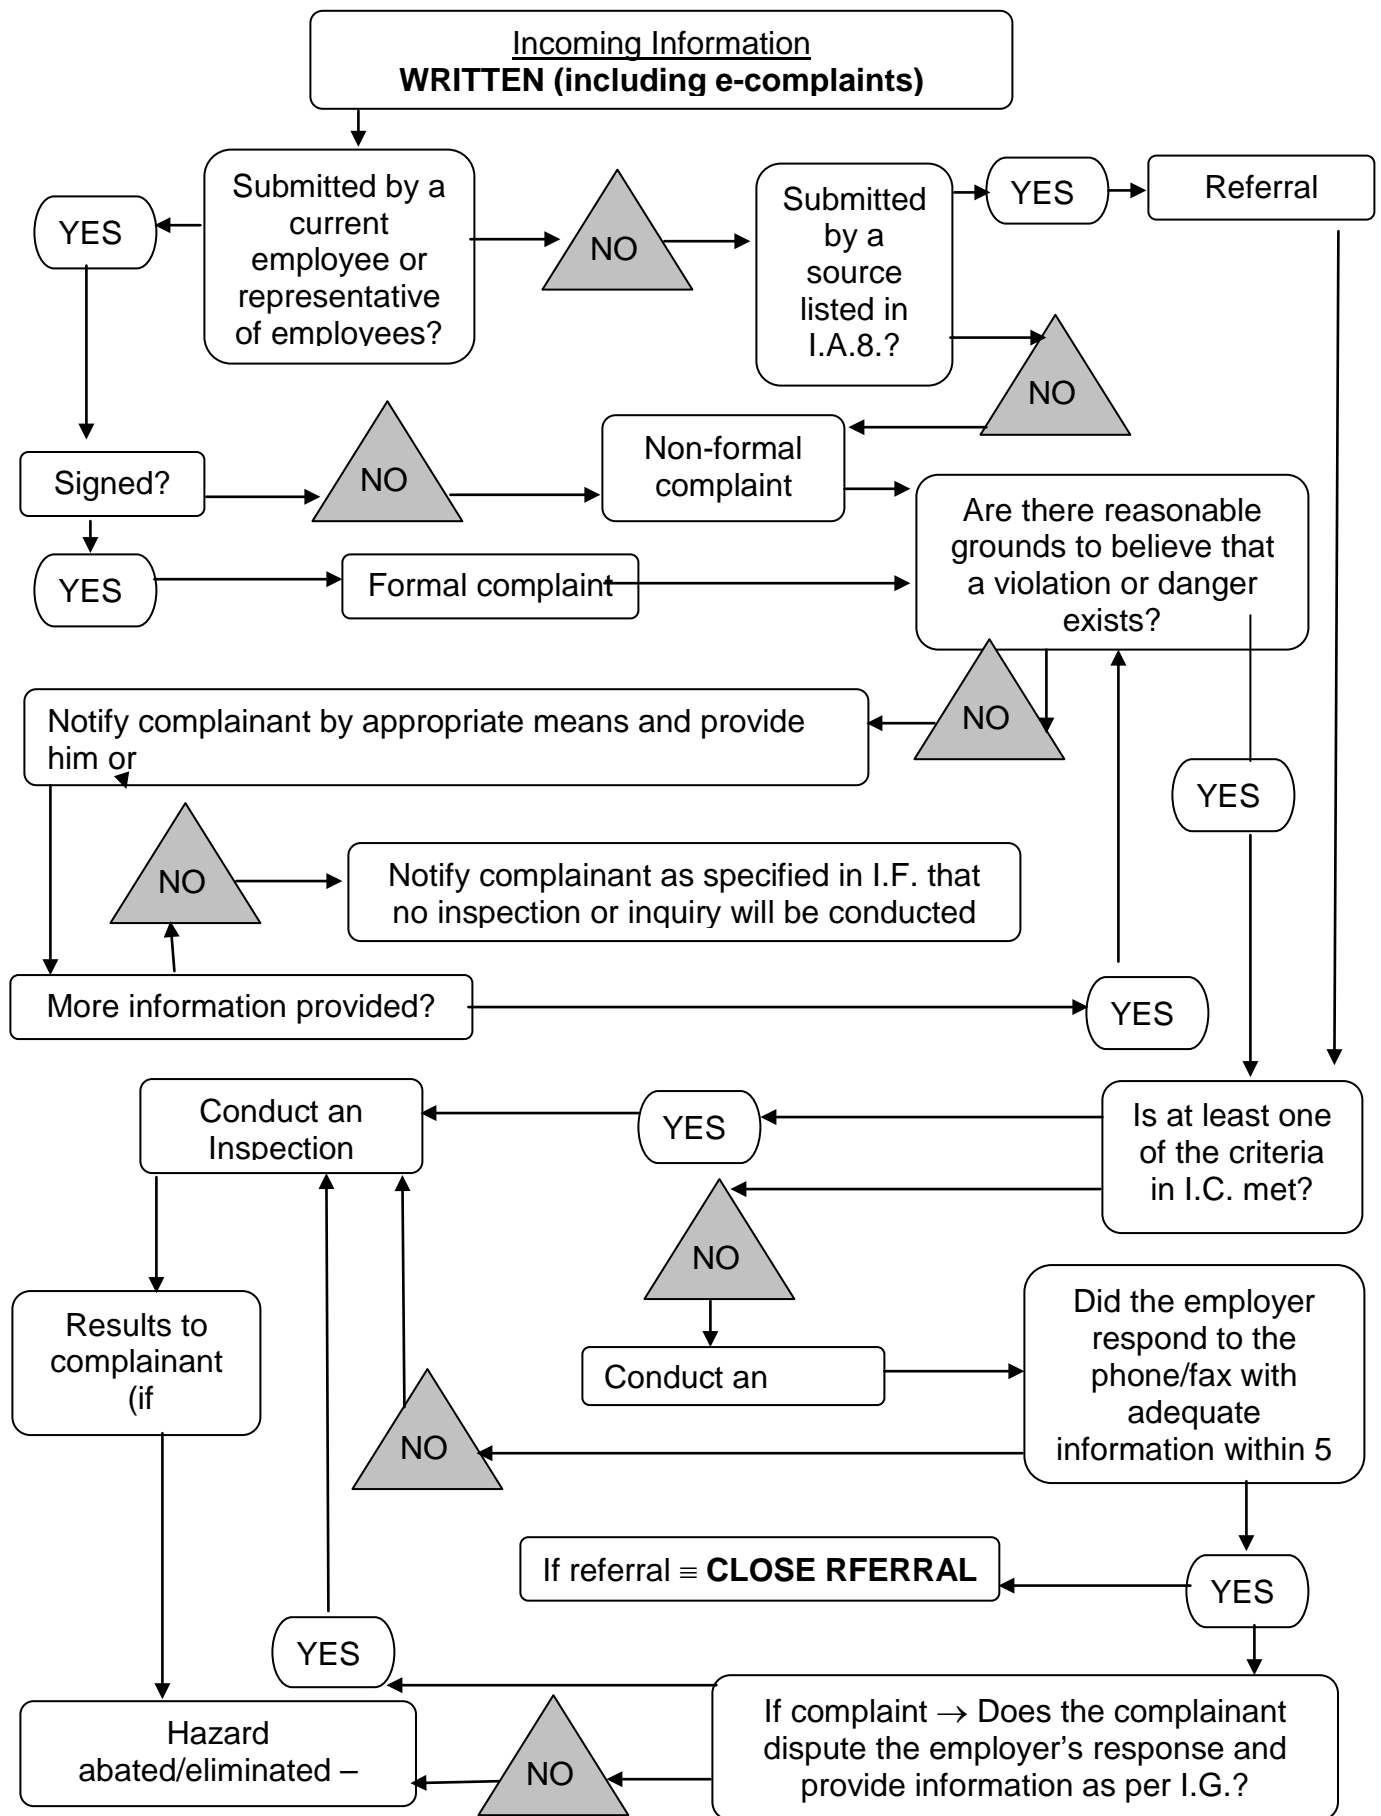 Incoming Information
WRITTEN (including e-complaints)
YES
Submitted by a
current
employee or
representative
of employees?
NO
Submitted
by a
source
listed in
I.A.8.?
YES
Referral
NO
Signed?
NO
Non-formal
complaint
Are there reasonable
grounds to believe that
a violation or danger
exists?
YES
Formal complaint
NO
Notify complainant by appropriate means and provide
him or
YES
NO
Notify complainant as specified in I.F. that
no inspection or inquiry will be conducted
More information provided?
YES
Conduct an
Inspection
YES
Is at least one
of the criteria
in I.C. met?
NO
Results to
complainant
(if
Conduct an
Did the employer
respond to the
phone/fax with
adequate
information within 5
NO
If referral ≡ CLOSE RFERRAL
YES
YES
Hazard
abated/eliminated –
NO
If complaint → Does the complainant
dispute the employer’s response and
provide information as per I.G.?